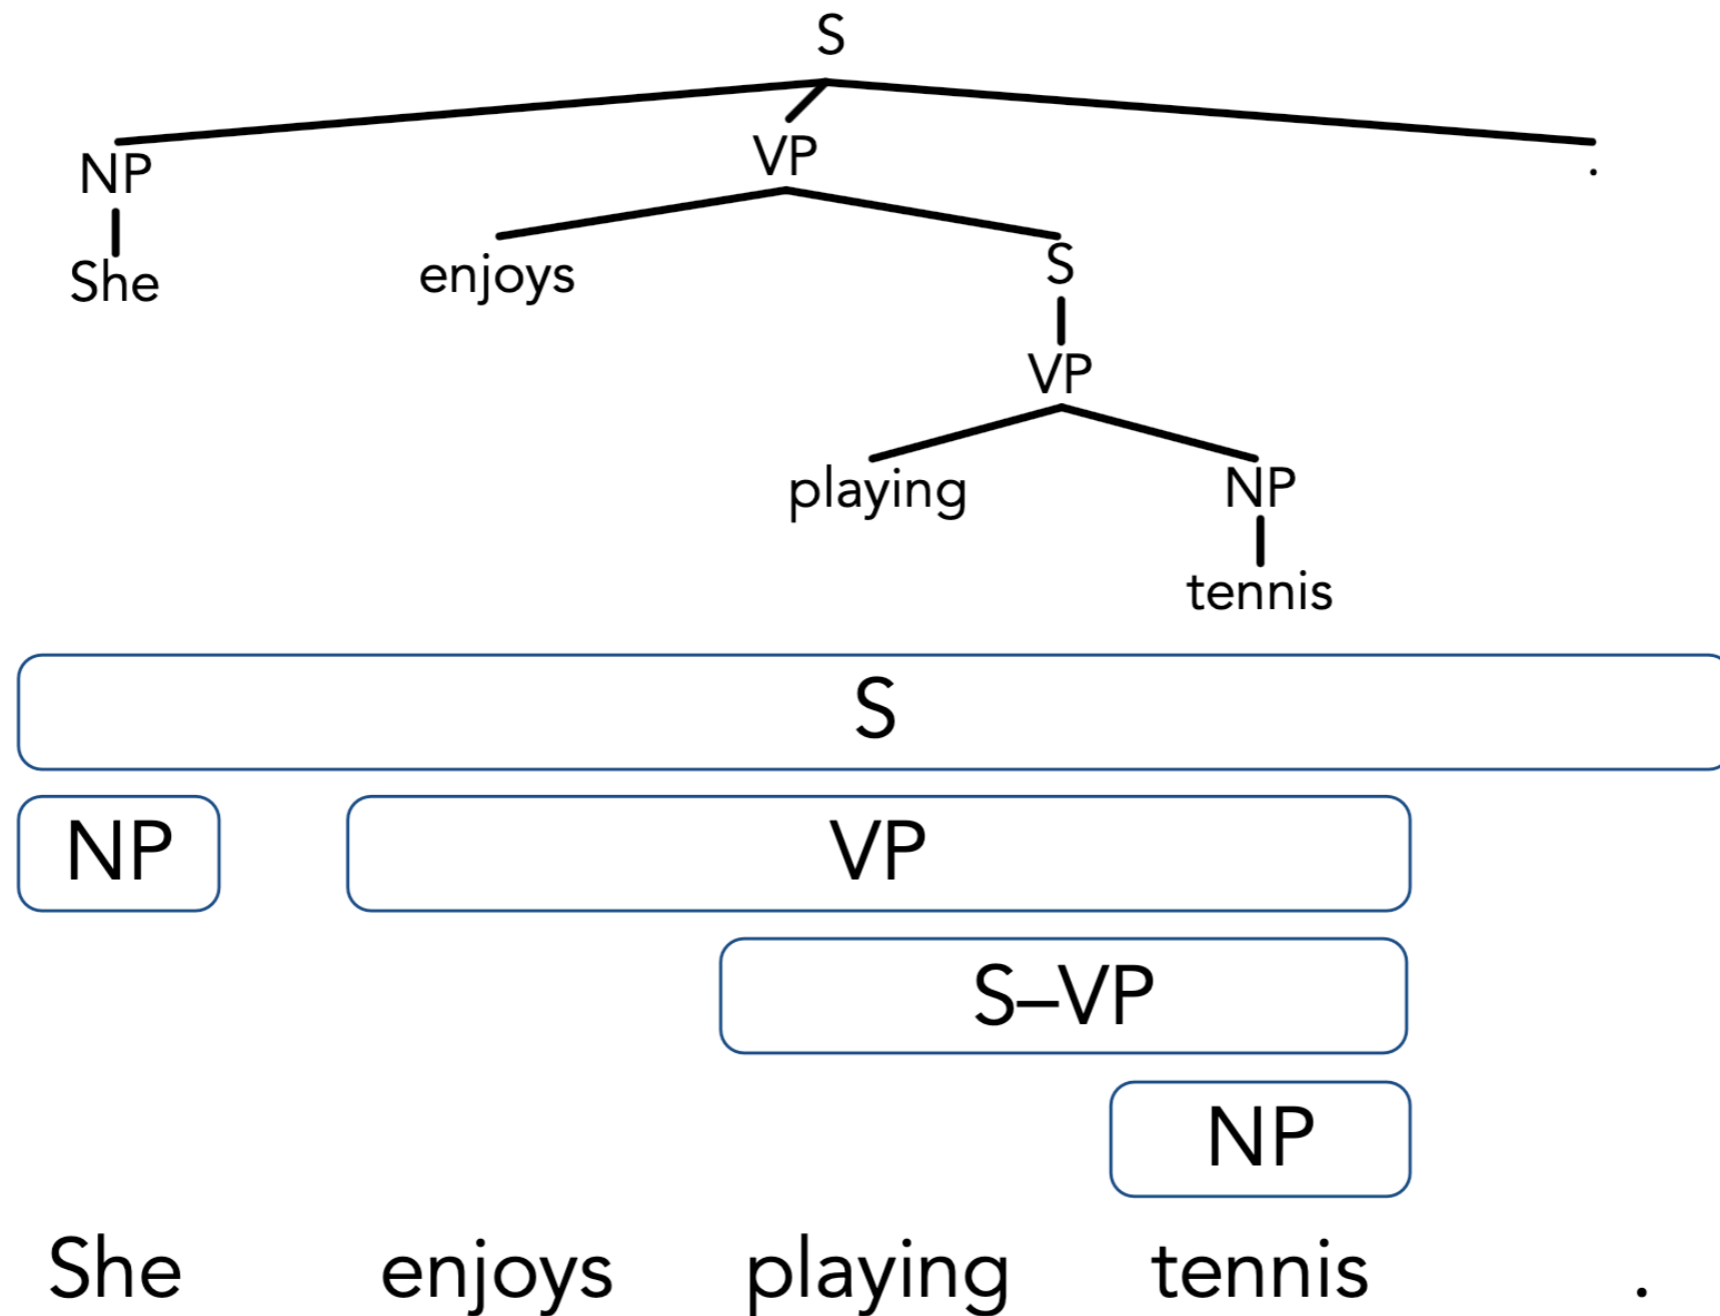 S
NP VP .
She enjoys S
VP
playing NP
tennis
S
NP VP
S–VP
NP
She enjoys playing tennis .